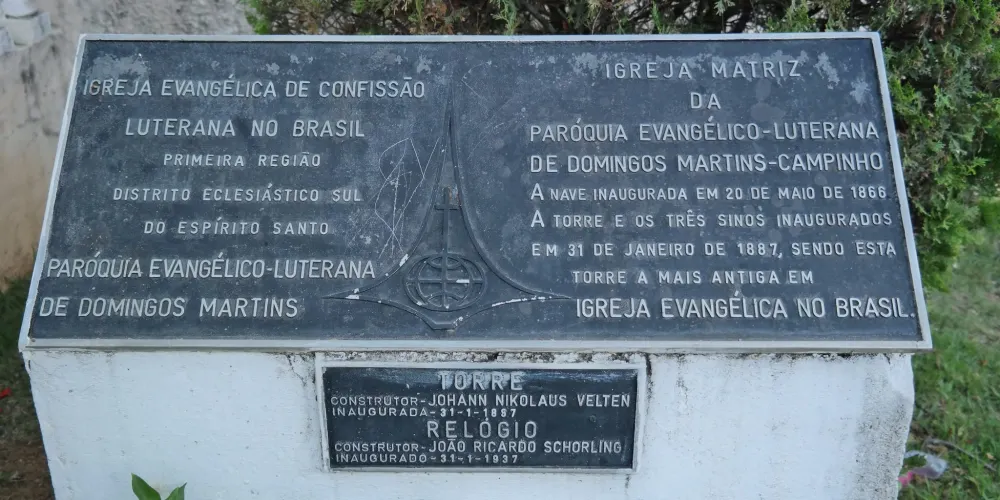 IGREJA EVANGÉLICA DE CONFISSÃO
LUTERANA NO BRASIL
PRIMEIRA REGIÃO
DISTRITO ECLESIÁSTICO SUL
DO ESPÍRITO SANTO
PARÓQUIA EVANGÉLICO-LUTERANA
DE DOMINGOS MARTINS
IGREJA MATRIZ
DA
PARÓQUIA EVANGÉLICO-LUTERANA
DE DOMINGOS MARTINS-CAMPINHO
A NAVE INAUGURADA EM 20 DE MAIO DE 1866
A TORRE E OS TRÊS SINOS INAUGURADOS
EM 31 DE JANEIRO DE 1887, SENDO ESTA
TORRE A MAIS ANTIGA EM
IGREJA EVANGÉLICA NO BRASIL.
TORRE
CONSTRUTOR-JOHANN NIKOLAUS VELTEN
INAUGURADA-31-1-1887
RELÓGIO
CONSTRUTOR-JOÃO RICARDO SCHORLING
INAUGURADO-31-1-1937